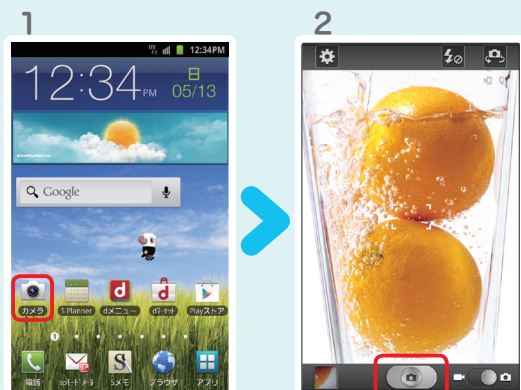 1
2
12:34PM
12:34 PM
日
05/13
Google
カメラ
S Planner
dメニュー
dマーケット
Playストア
1
電話
spモードメール
Sメモ
ブラウザ
アプリ